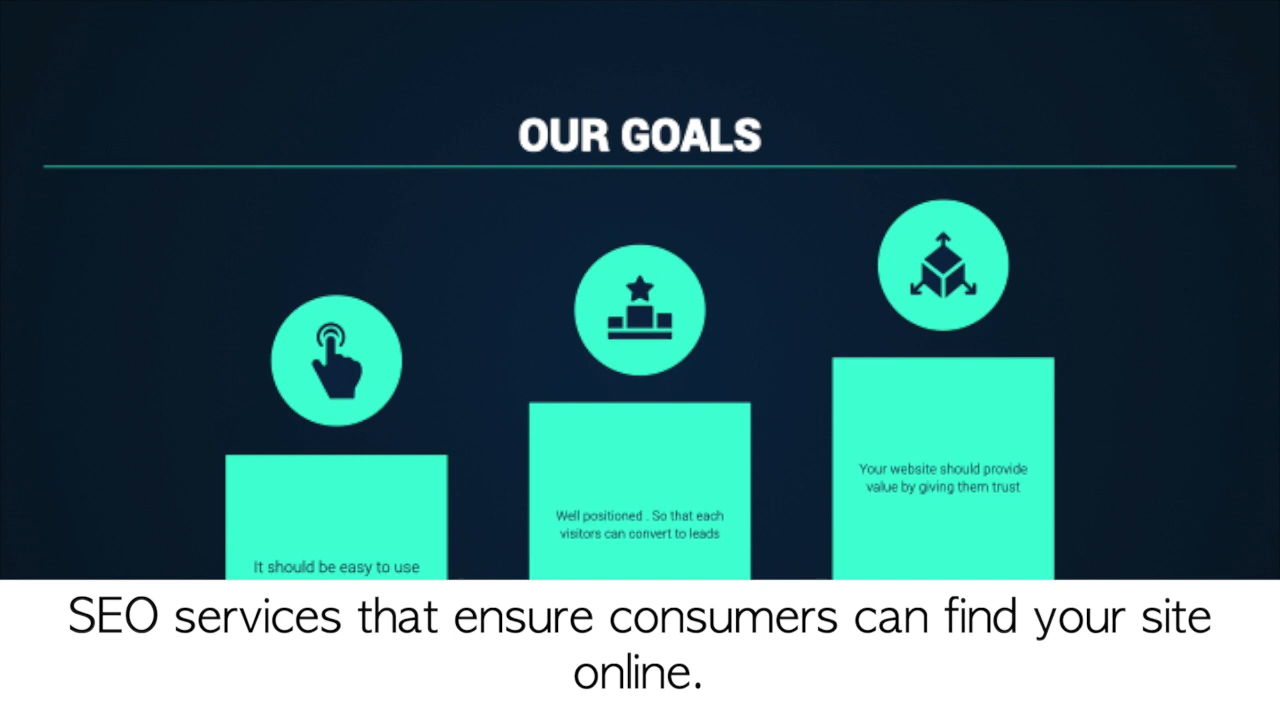 OUR GOALS
It should be easy to use
Well positioned . So that each
visitors can convert to leads
Your website should provide
value by giving them trust
SEO services that ensure consumers can find your site
online.